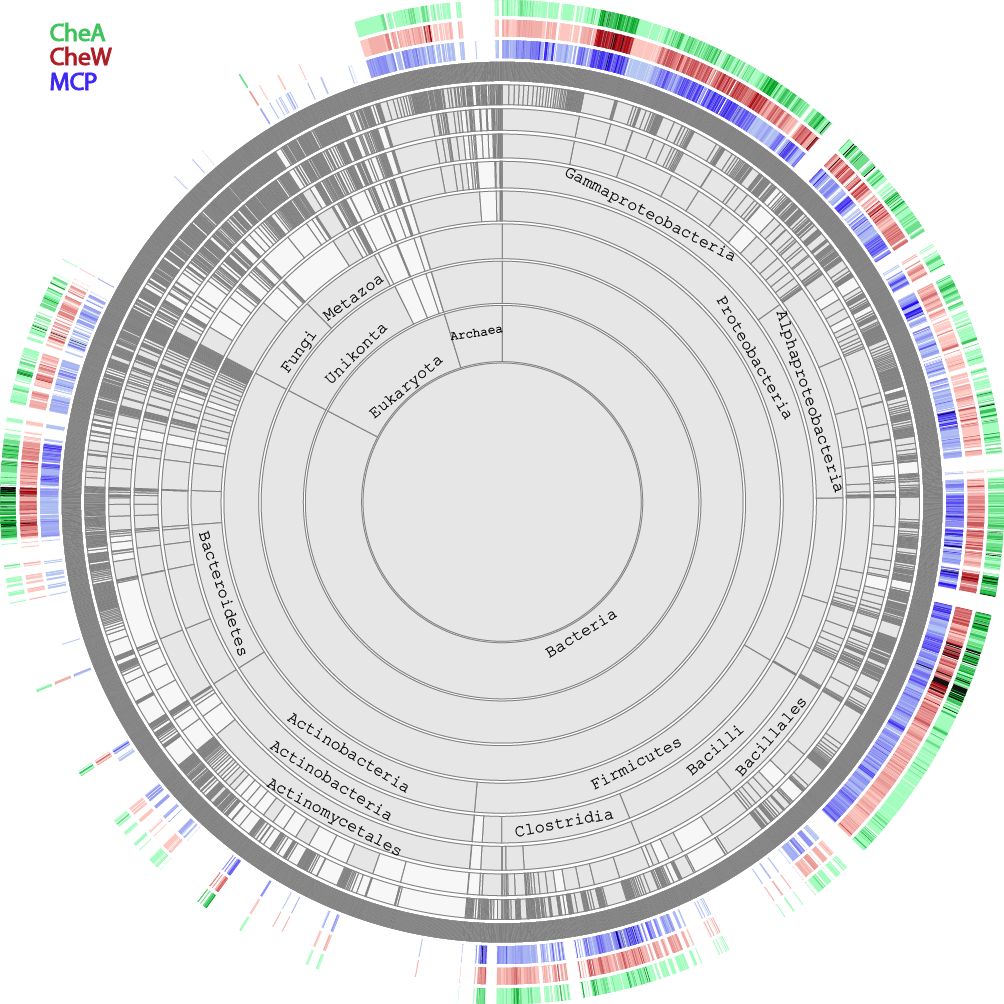 CheA
CheW
MCP
Gammaproteobacteria
Proteobacteria
Alphaproteobacteria
Metazoa
Fungi
Unikonta
Archaea
Eukaryota
Bacteria
Bacteroidetes
Actinobacteria
Actinobacteria
Actinomycetales
Firmicutes
Bacilli
Bacillales
Clostridia